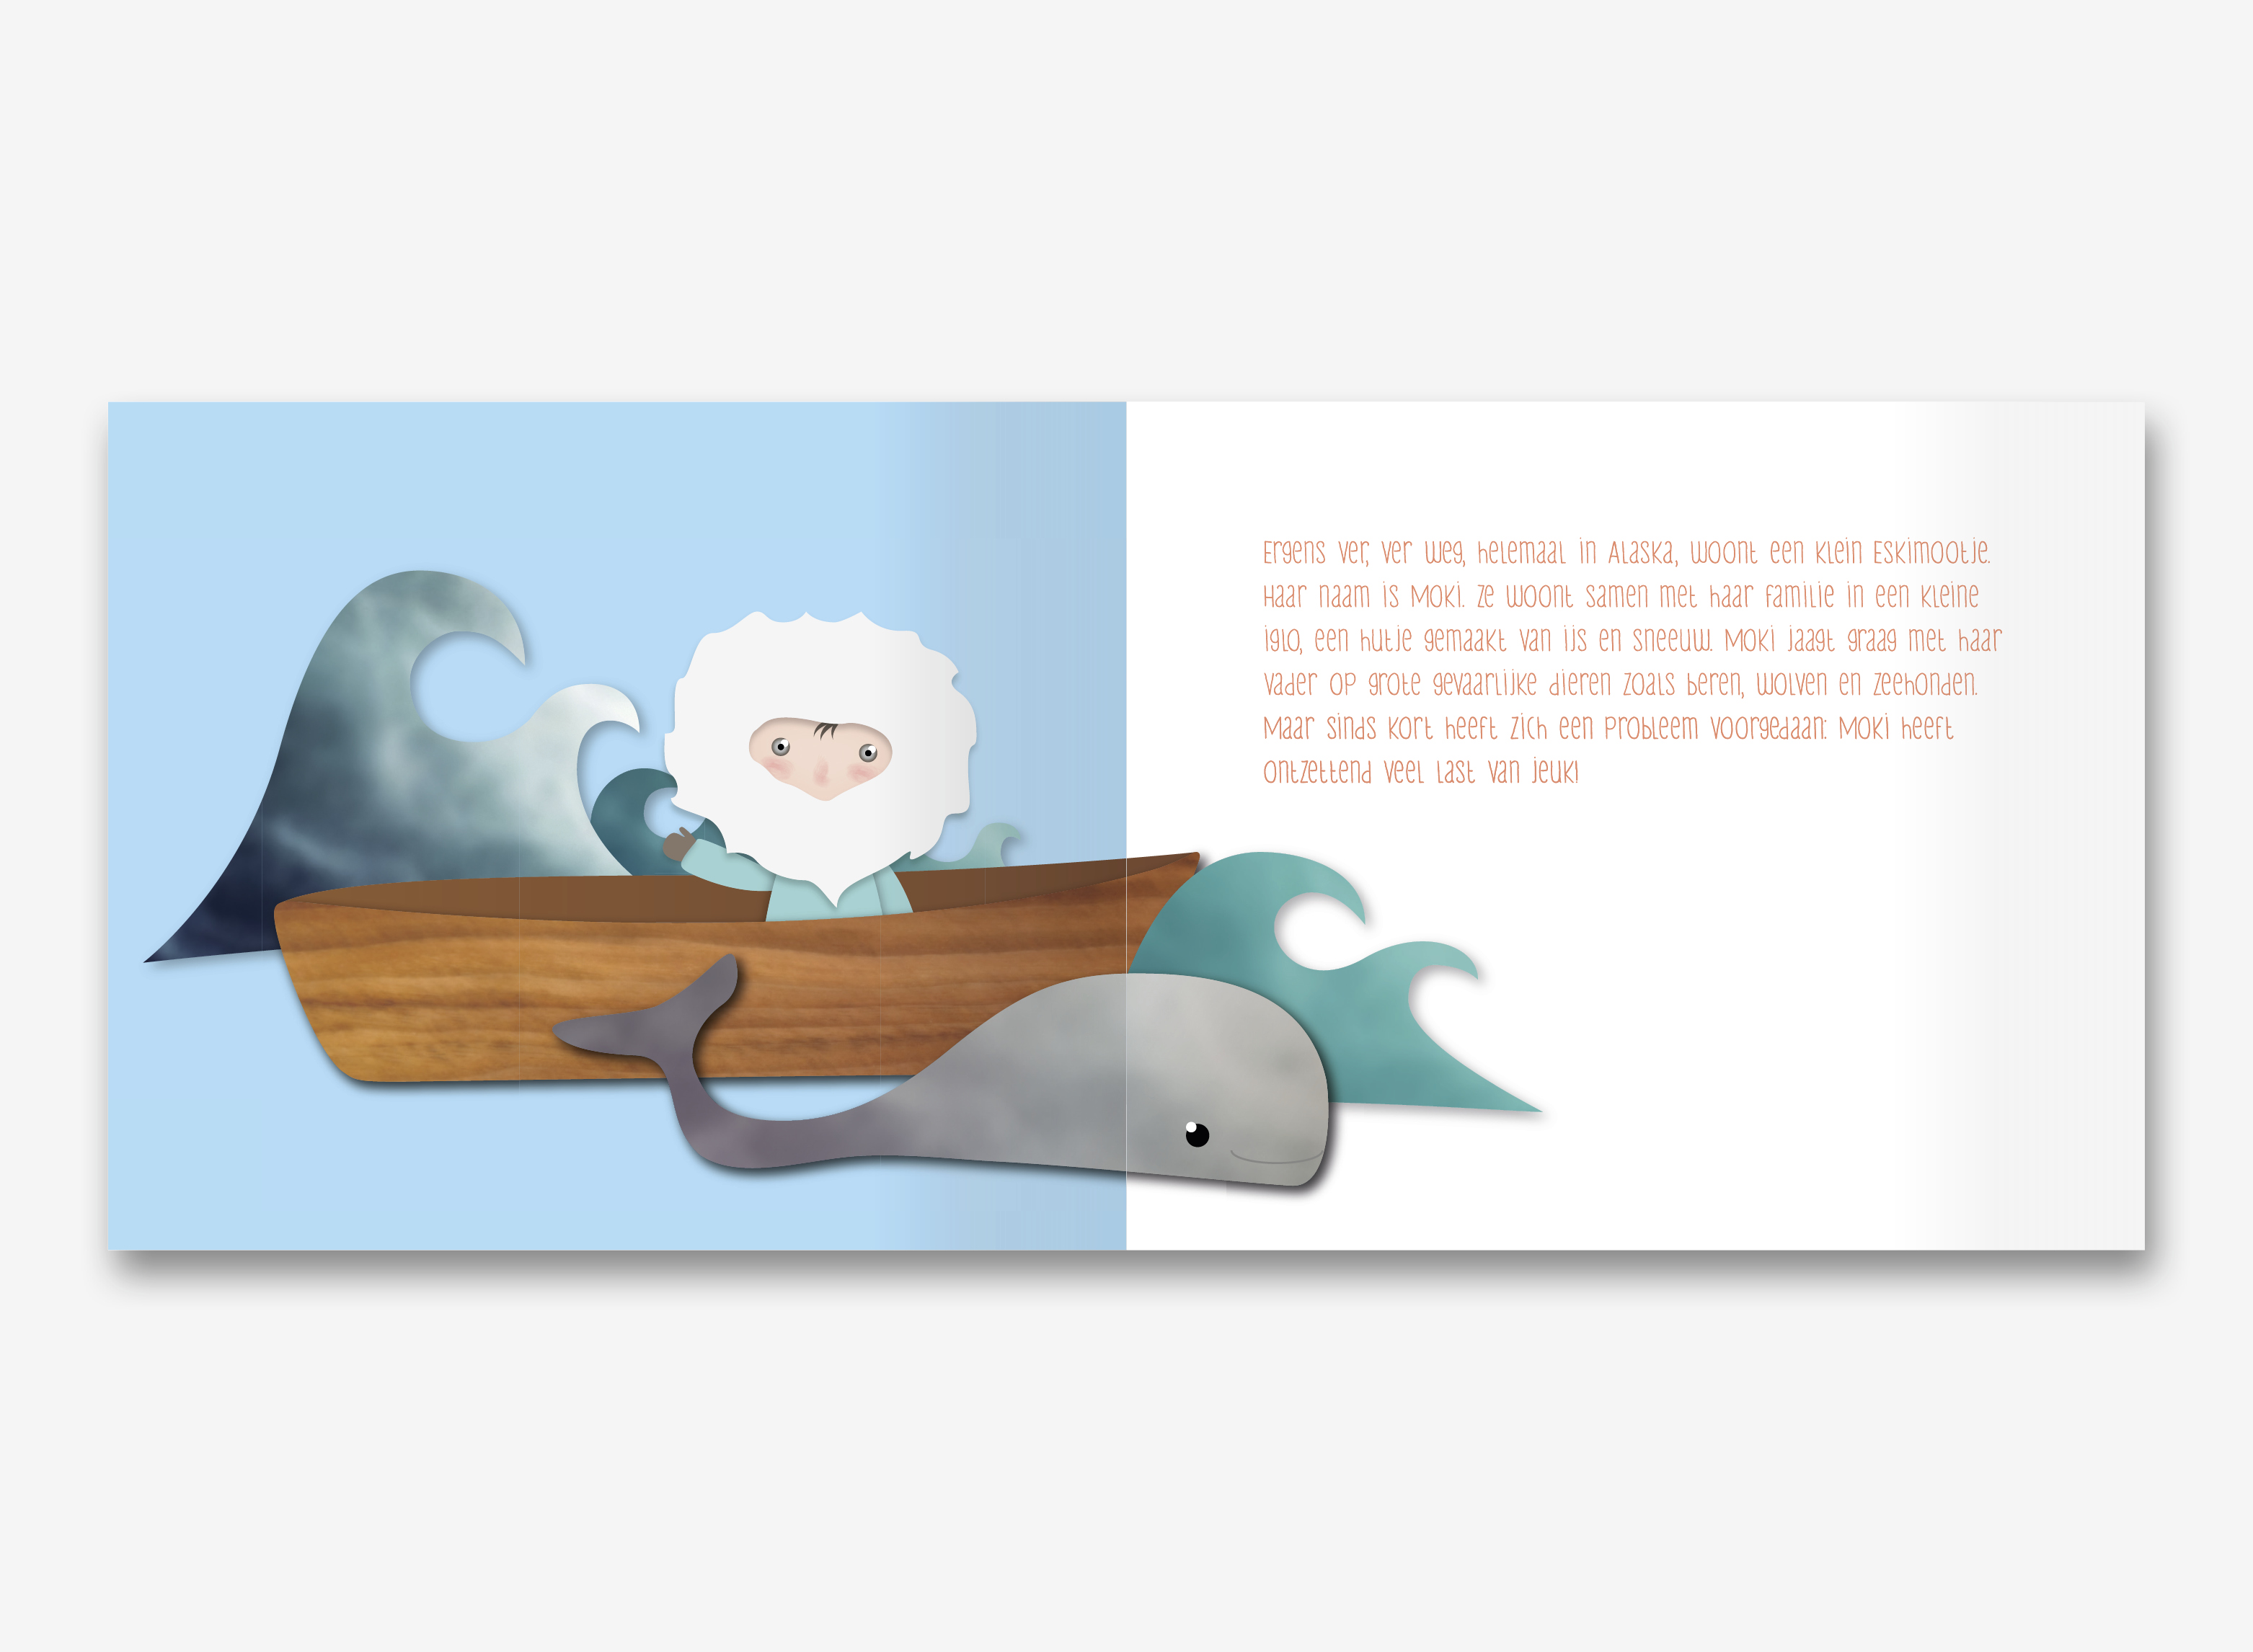 Ergens ver, ver weg, helemaal in Alaska, woont een klein Eskimootje.
Haar naam is Moki. Ze woont samen met haar familie in een kleine
iglo, een hutje gemaakt van ijs en sneeuw. Moki jaagt graag met haar
vader op grote gevaarlijke dieren zoals beren, wolven en zeehonden.
Maar sinds kort heeft zich een probleem voorgedaan: Moki heeft
ontzettend veel last van jeuk!